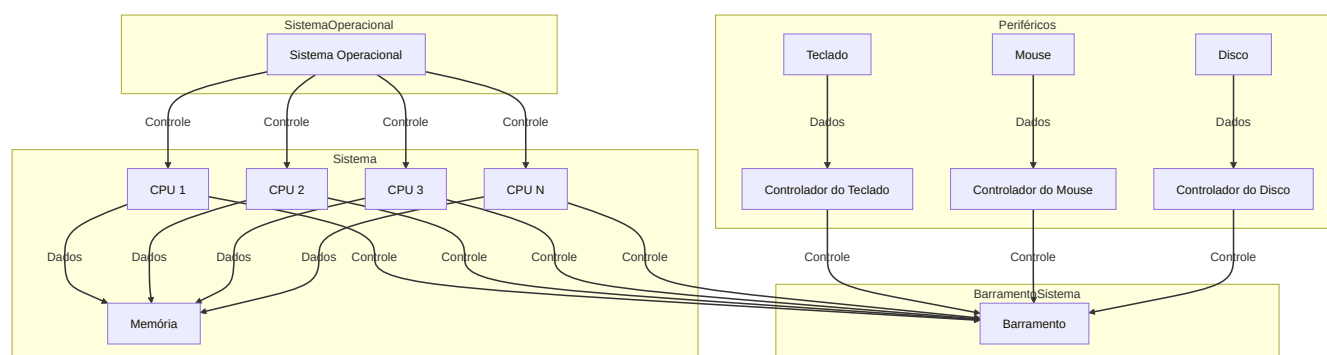 SistemaOperacional
Periféricos
Sistema Operacional
Teclado
Mouse
Disco
Controle
Controle
Controle
Controle
Dados
Dados
Dados
Sistema
CPU 1
CPU 2
CPU 3
CPU N
Controlador do Teclado
Controlador do Mouse
Controlador do Disco
Dados
Dados
Dados
Dados
Controle
Controle
Controle
Controle
Controle
Controle
Controle
BarramentoSistema
Memória
Barramento